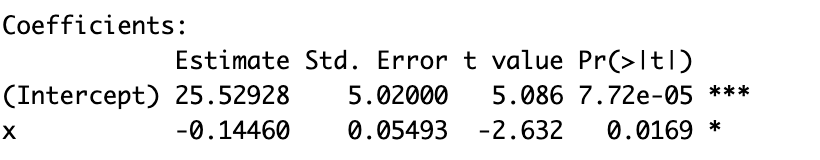 Coefficients:
Estimate Std. Error t value Pr(>|t|)
(Intercept) 25.52928 5.02000 5.086 7.72e-05 ***
x -0.14460 0.05493 -2.632 0.0169 *